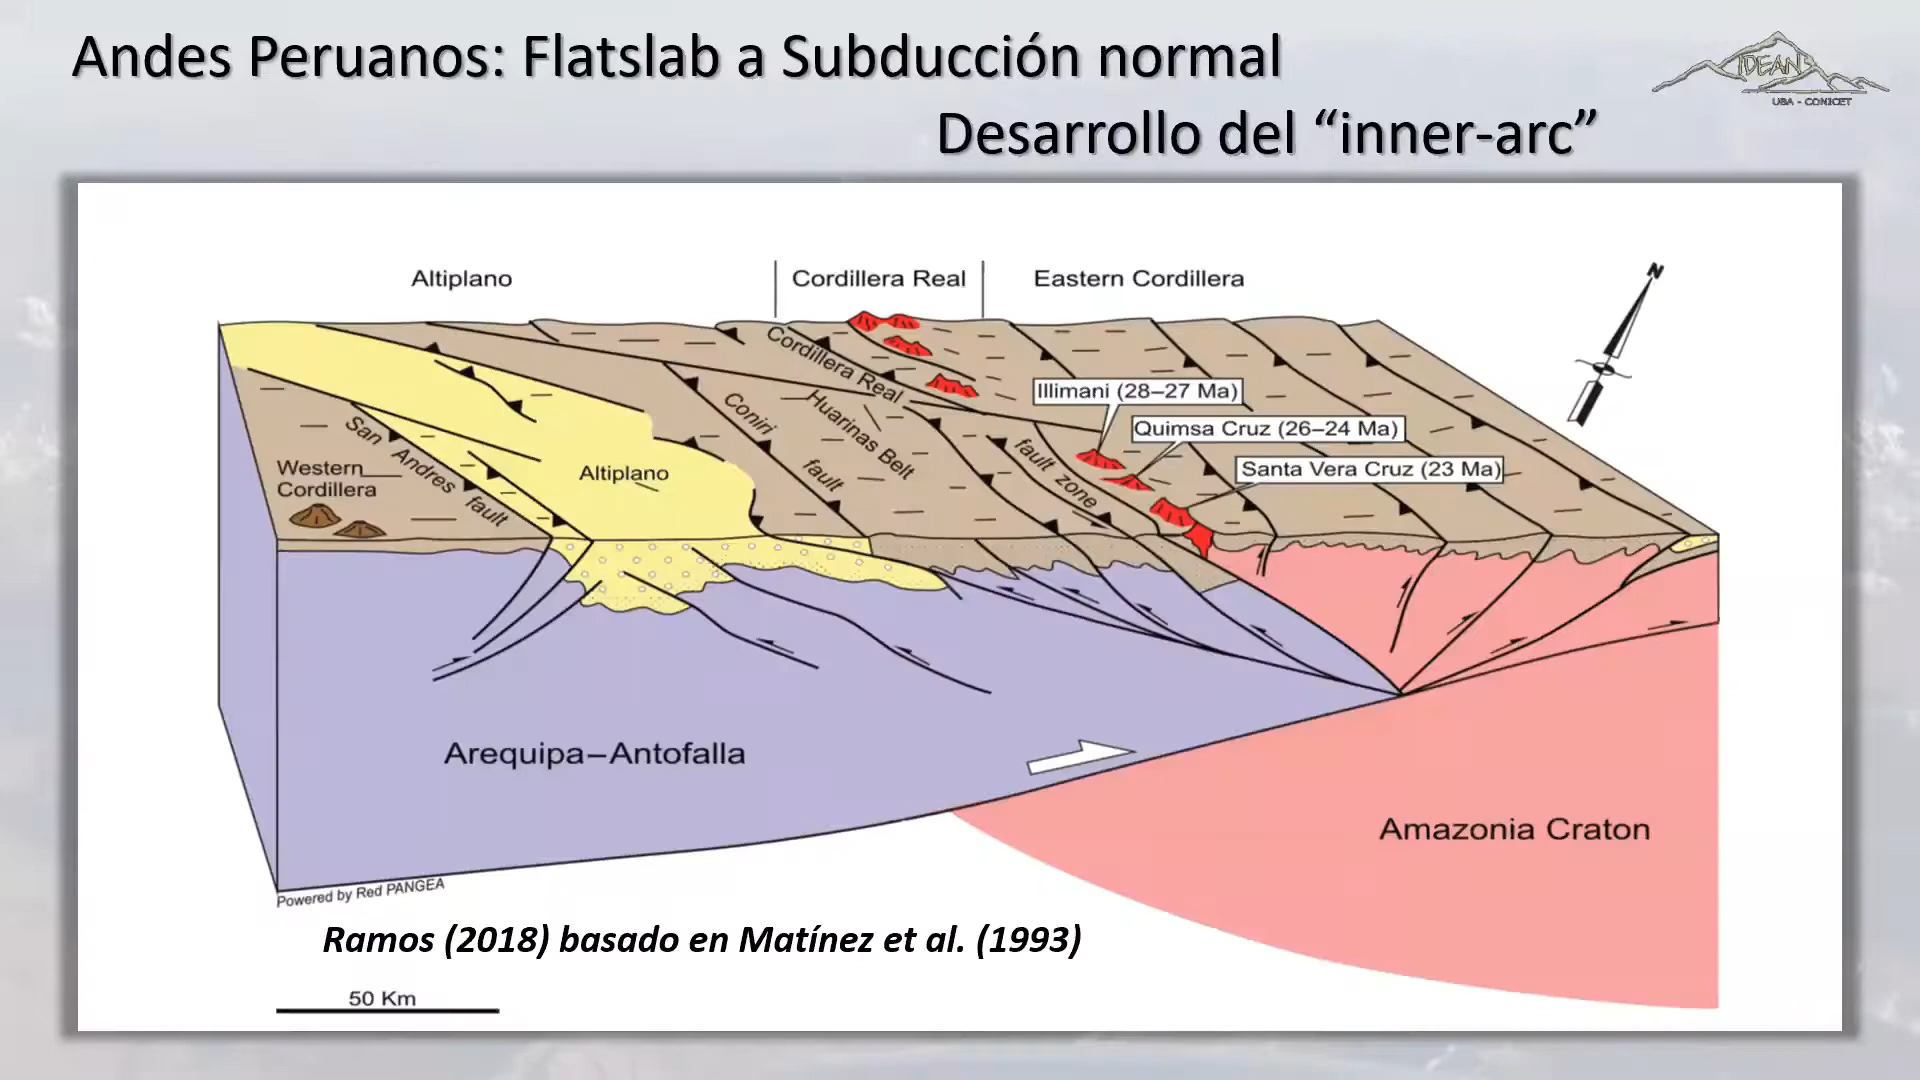 Andes Peruanos: Flatslab a Subducción normal
Desarrollo del “inner-arc”
IDEAN
UBA - CONICET
Altiplano
Cordillera Real
Eastern Cordillera
N
Cordillera Real
fault zone
Illimani (28–27 Ma)
Quimsa Cruz (26–24 Ma)
Santa Vera Cruz (23 Ma)
Coniri
fault
Huarinas Belt
San Andres fault
Western
Cordillera
Altiplano
Arequipa–Antofalla
Amazonia Craton
Powered by Red PANGEA
Ramos (2018) basado en Matínez et al. (1993)
50 Km